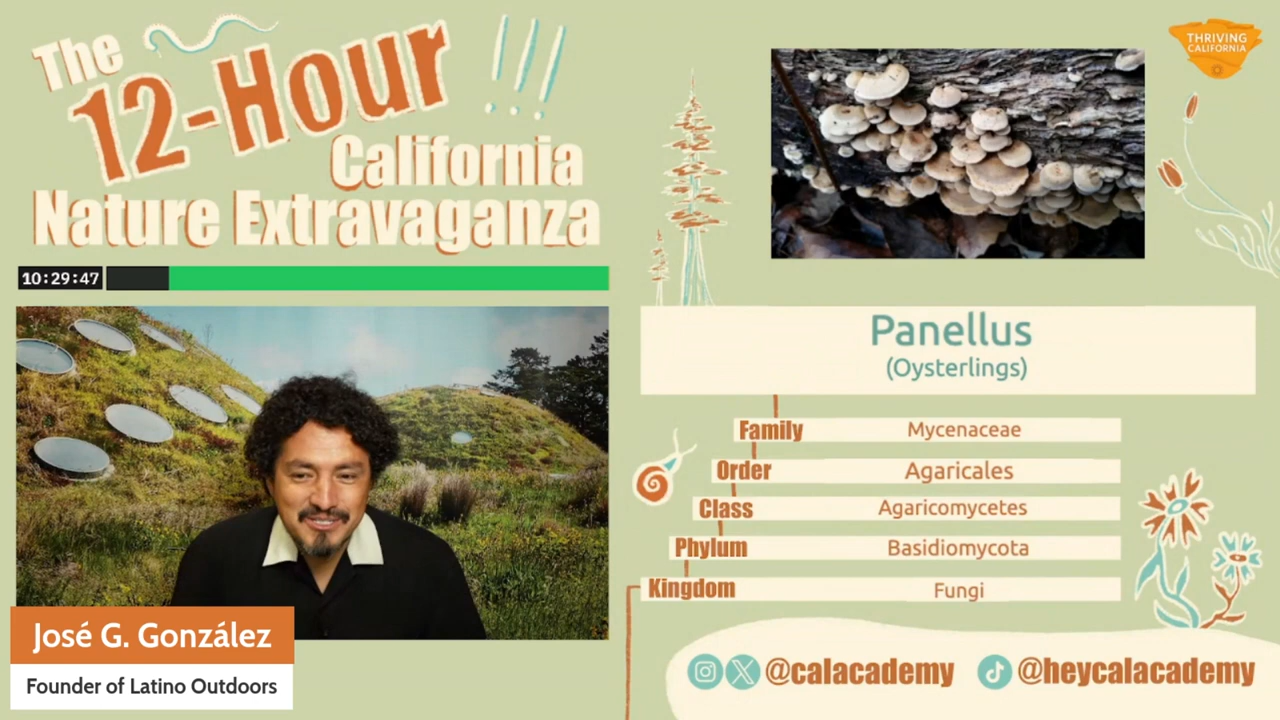 The
12-Hour
!!!
California
Nature Extravaganza
10:29:47
José G. González
Founder of Latino Outdoors
THRIVING
CALIFORNIA
Panellus
(Oysterlings)
Family Mycenaceae
Order Agaricales
Class Agaricomycetes
Phylum Basidiomycota
Kingdom Fungi
@calacademy @heycalacademy